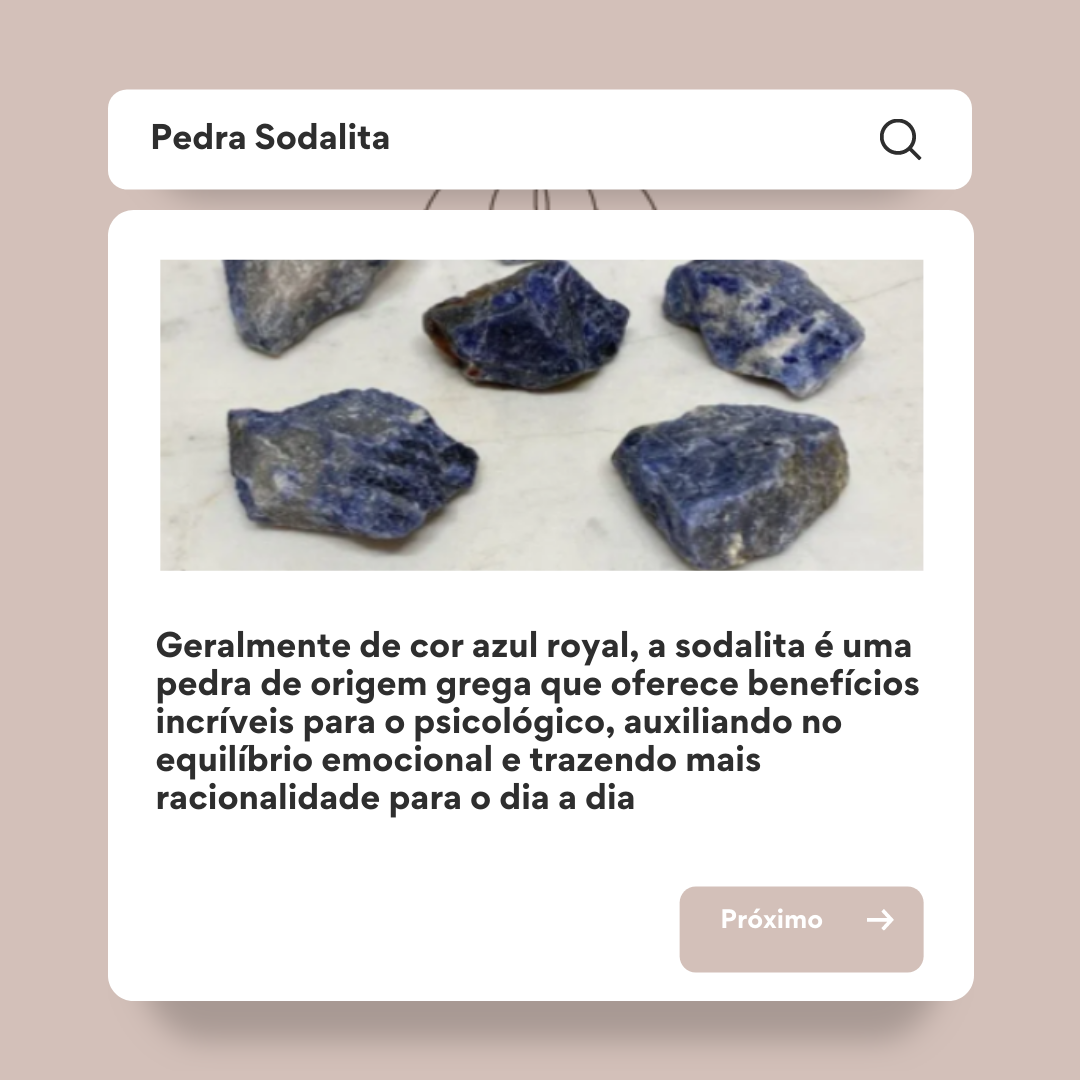 Pedra Sodalita
Geralmente de cor azul royal, a sodalita é uma
pedra de origem grega que oferece benefícios
incríveis para o psicológico, auxiliando no
equilíbrio emocional e trazendo mais
racionalidade para o dia a dia
Próximo